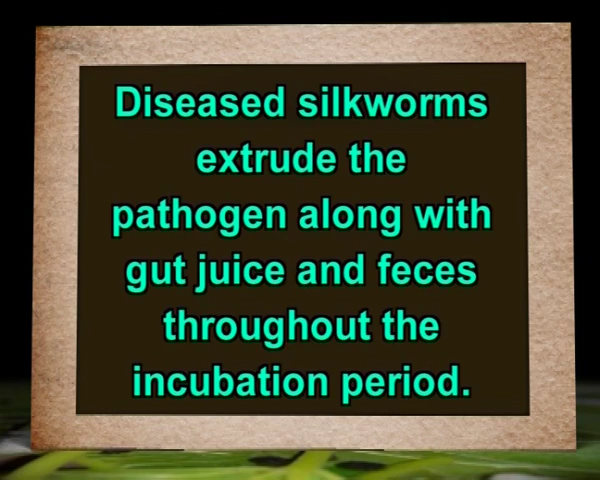 Diseased silkworms
extrude the
pathogen along with
gut juice and feces
throughout the
incubation period.